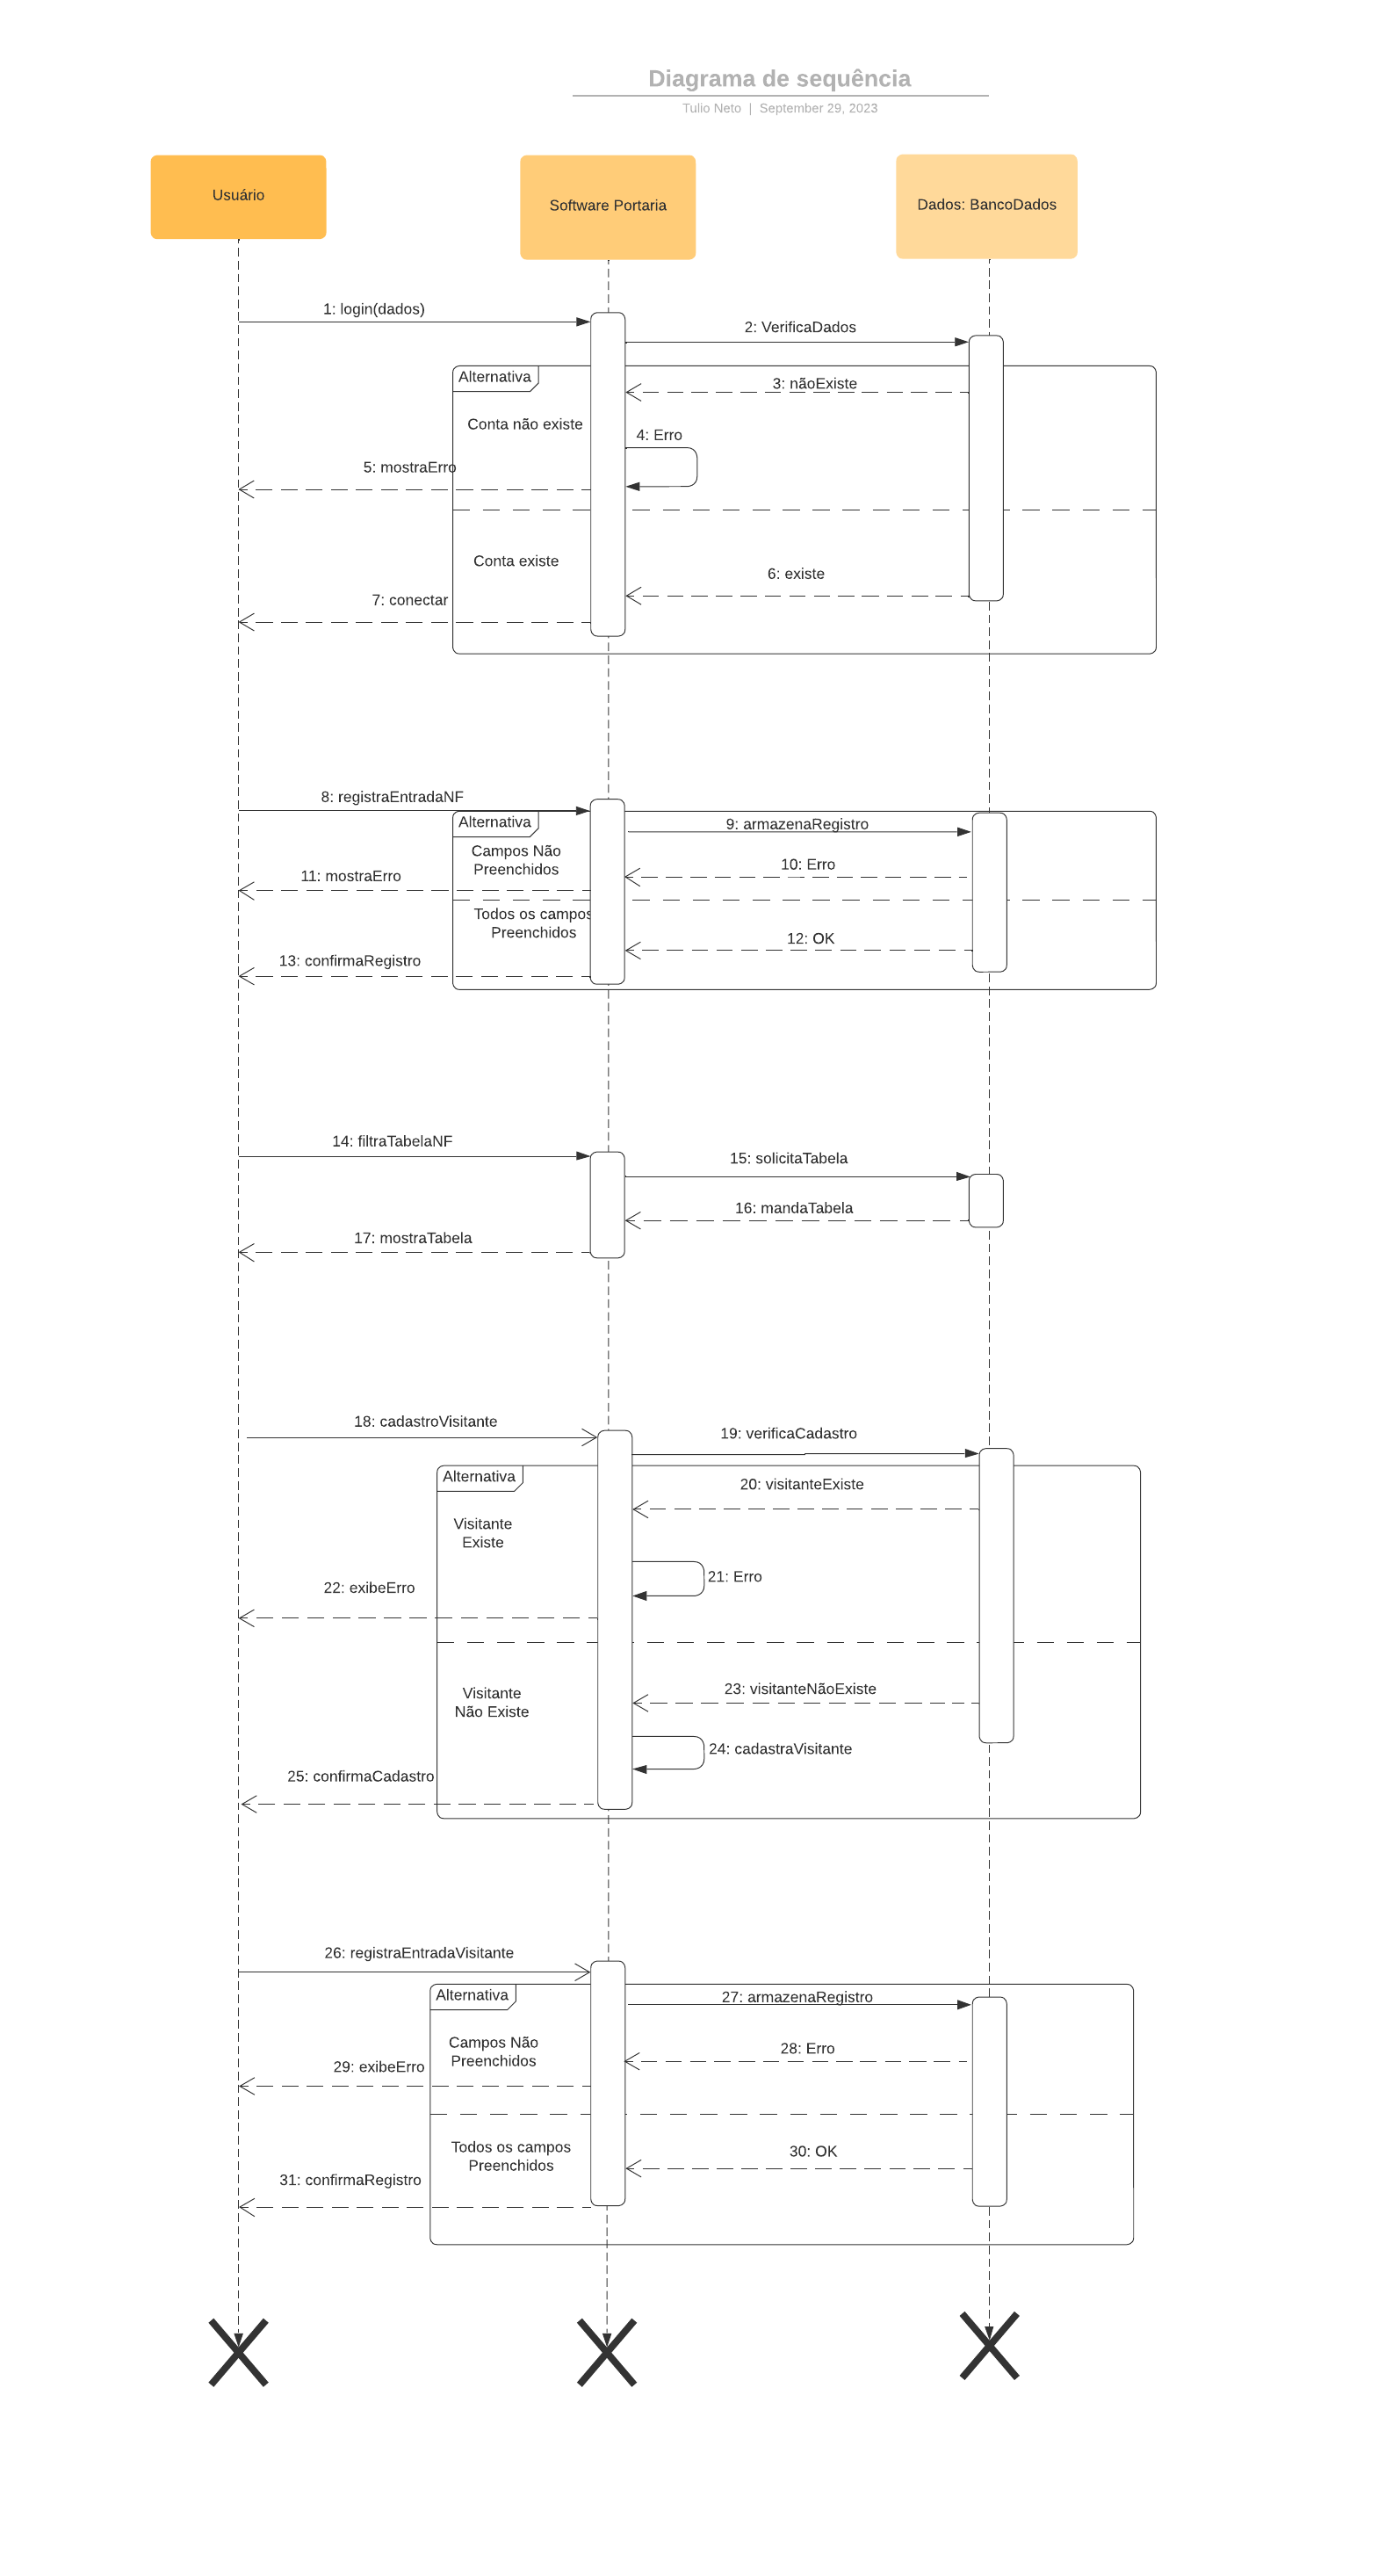 Diagrama de sequência
Tulio Neto | September 29, 2023
Usuário
Software Portaria
Dados: BancoDados
1: login(dados)
2: VerificaDados
Alternativa
3: nãoExiste
Conta não existe
4: Erro
5: mostraErro
Conta existe
6: existe
7: conectar
8: registraEntradaNF
Alternativa
9: armazenaRegistro
Campos Não
Preenchidos
10: Erro
11: mostraErro
Todos os campos
Preenchidos
12: OK
13: confirmaRegistro
14: filtraTabelaNF
15: solicitaTabela
16: mandaTabela
17: mostraTabela
18: cadastroVisitante
19: verificaCadastro
Alternativa
20: visitanteExiste
Visitante
Existe
21: Erro
22: exibeErro
23: visitanteNãoExiste
Visitante
Não Existe
24: cadastraVisitante
25: confirmaCadastro
26: registraEntradaVisitante
Alternativa
27: armazenaRegistro
Campos Não
Preenchidos
28: Erro
29: exibeErro
Todos os campos
Preenchidos
30: OK
31: confirmaRegistro